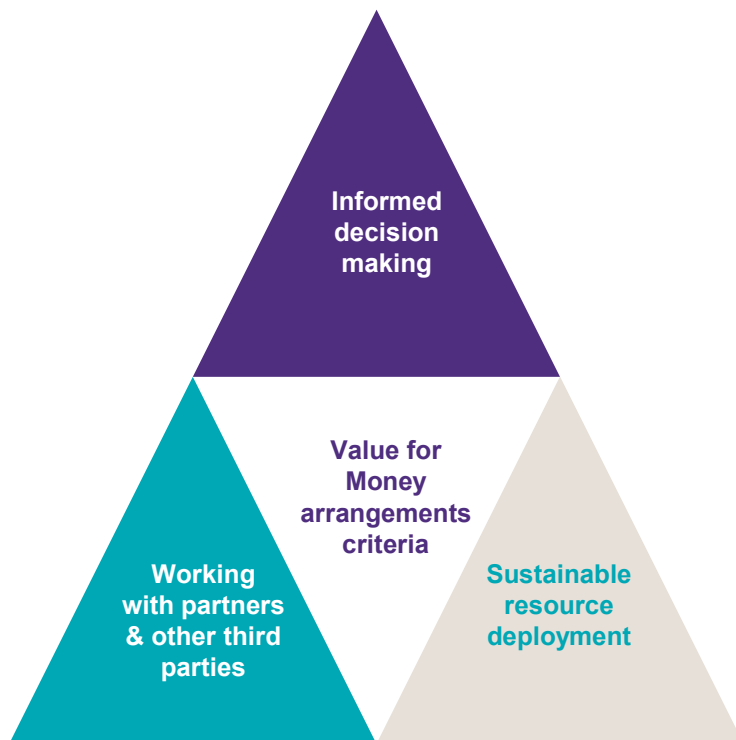 Informed
decision
making
Value for
Money
arrangements
criteria
Working
with partners
& other third
parties
Sustainable
resource
deployment